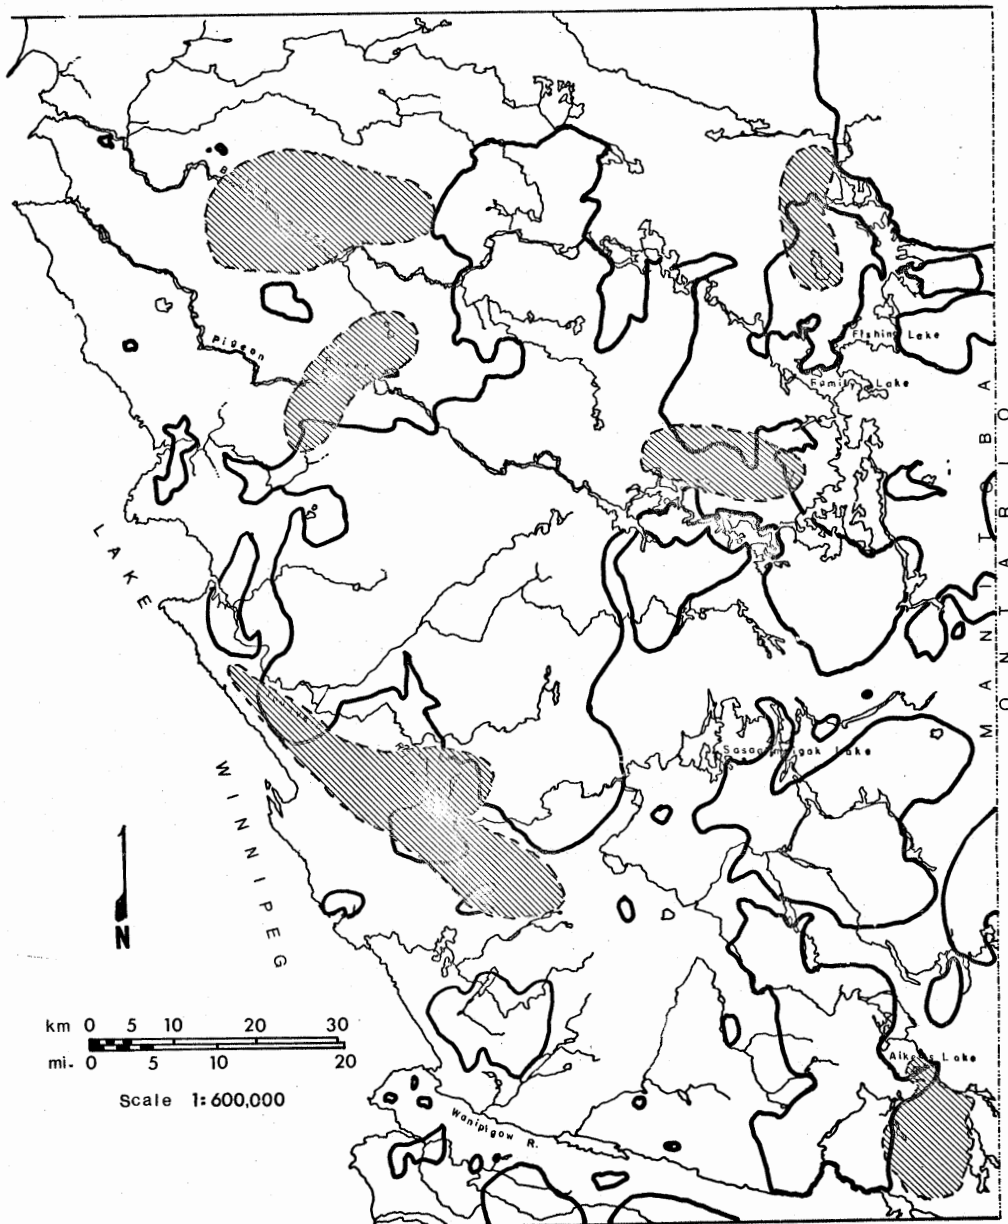 Pigeon
Fishing Lake
Family Lake
LAKE
WINNIPEG
MANITOBA
ONTARIO
Sasaginnigak Lake
N
km 0 5 10 20 30
mi. 0 5 10 20
Scale 1:600,000
Aikens Lake
Wanipigow R.